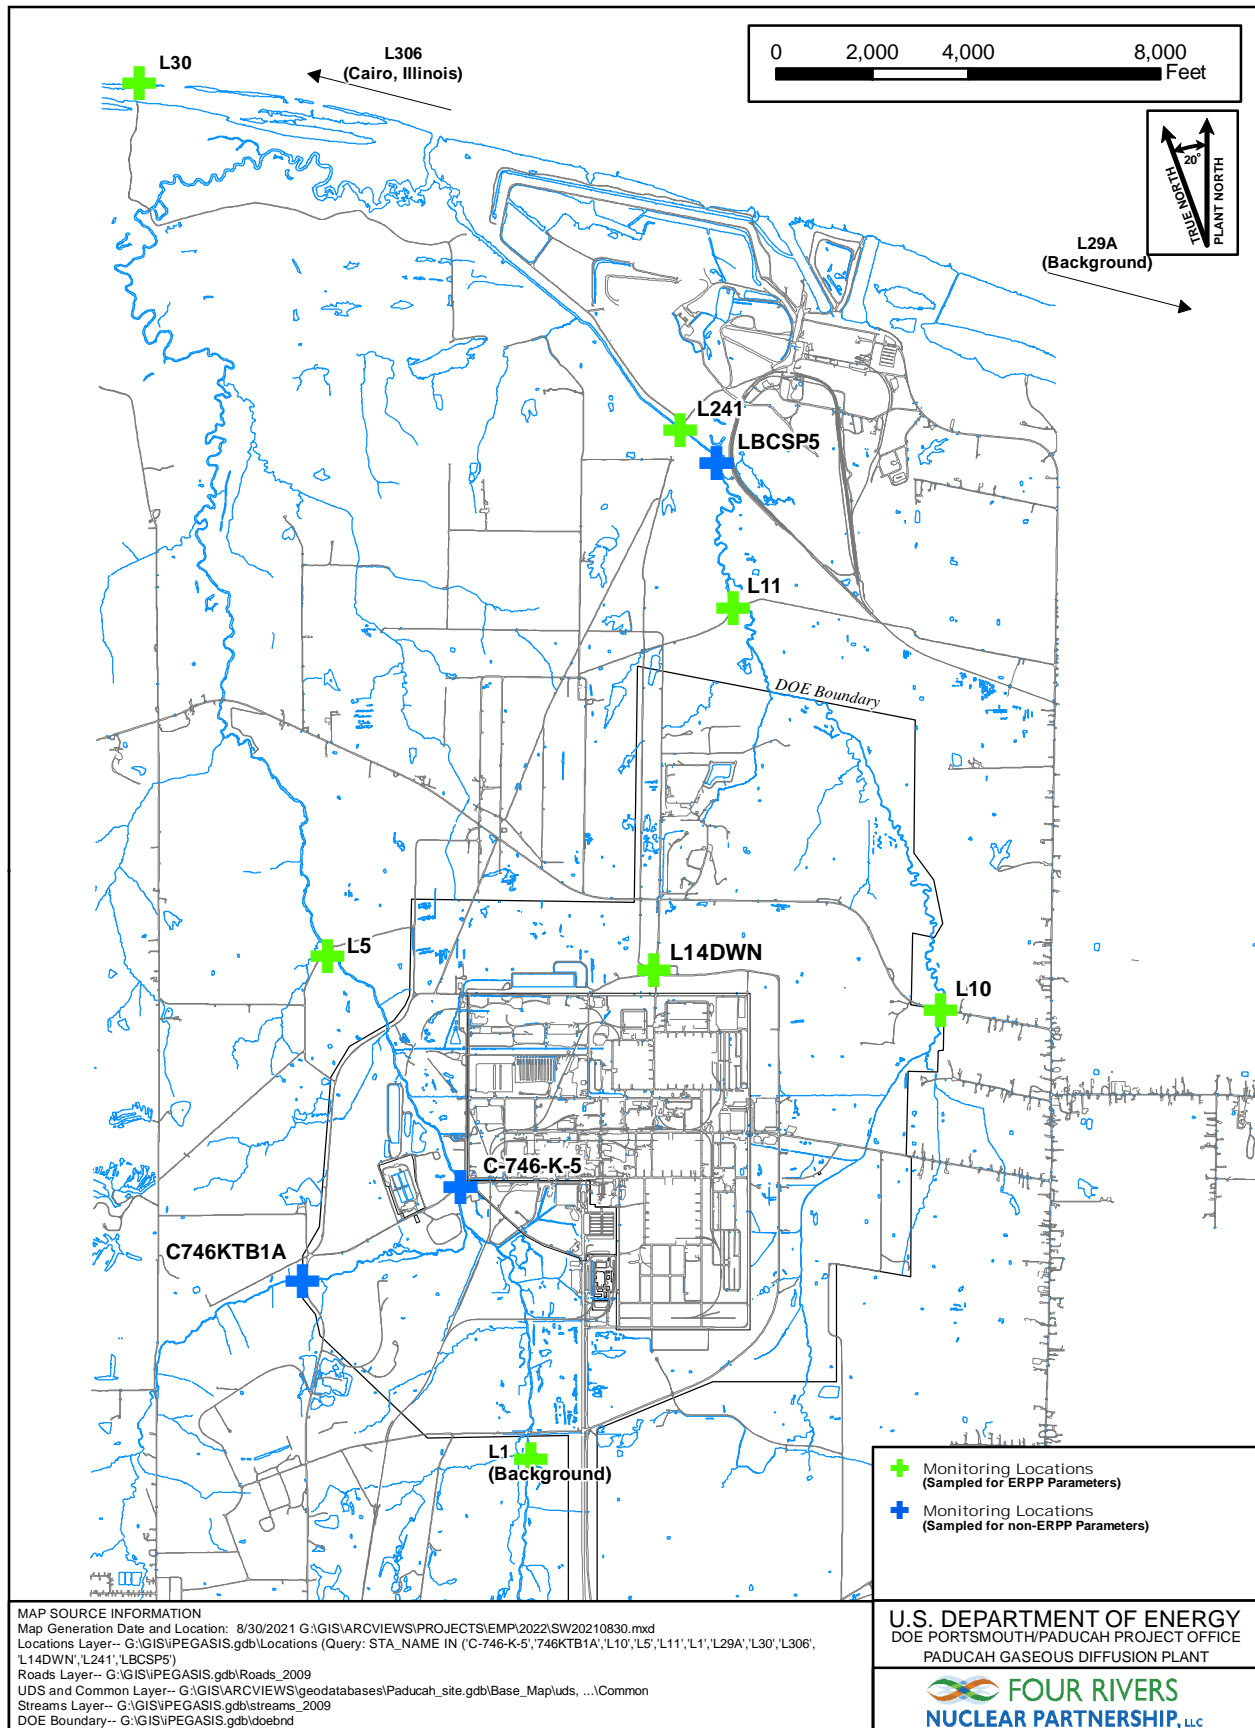 L30
L306
(Cairo, Illinois)
0 2,000 4,000 8,000
Feet
TRUE NORTH
20°
PLANT NORTH
L29A
(Background)
L241
LBCSP5
L11
DOE Boundary
L5
L14DWN
L10
C-746-K-5
C746KTB1A
L1
(Background)
Monitoring Locations
(Sampled for ERPP Parameters)
Monitoring Locations
(Sampled for non-ERPP Parameters)
MAP SOURCE INFORMATION
Map Generation Date and Location: 8/30/2021 G:\GIS\ARCVIEWS\PROJECTS\EMP\2022\SW20210830.mxd
Locations Layer-- G:\GIS\iPEGASIS.gdb\Locations (Query: STA_NAME IN ('C-746-K-5','746KTB1A','L10','L5','L11','L1','L29A','L30','L306',
'L14DWN','L241','LBCSP5')
Roads Layer-- G:\GIS\iPEGASIS.gdb\Roads_2009
UDS and Common Layer-- G:\GIS\ARCVIEWS\geodatabases\Paducah_site.gdb\Base_Map\uds, ...\Common
Streams Layer-- G:\GIS\iPEGASIS.gdb\streams_2009
DOE Boundary-- G:\GIS\iPEGASIS.gdb\doebnd
U.S. DEPARTMENT OF ENERGY
DOE PORTSMOUTH/PADUCAH PROJECT OFFICE
PADUCAH GASEOUS DIFFUSION PLANT
FOUR RIVERS
NUCLEAR PARTNERSHIP, LLC